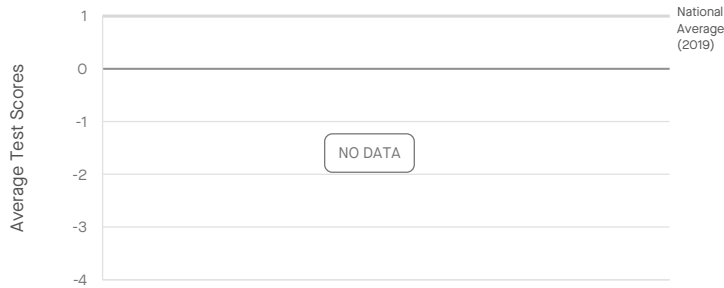 1
National
Average
(2019)
0
-1
NO DATA
-2
-3
-4
Average Test Scores